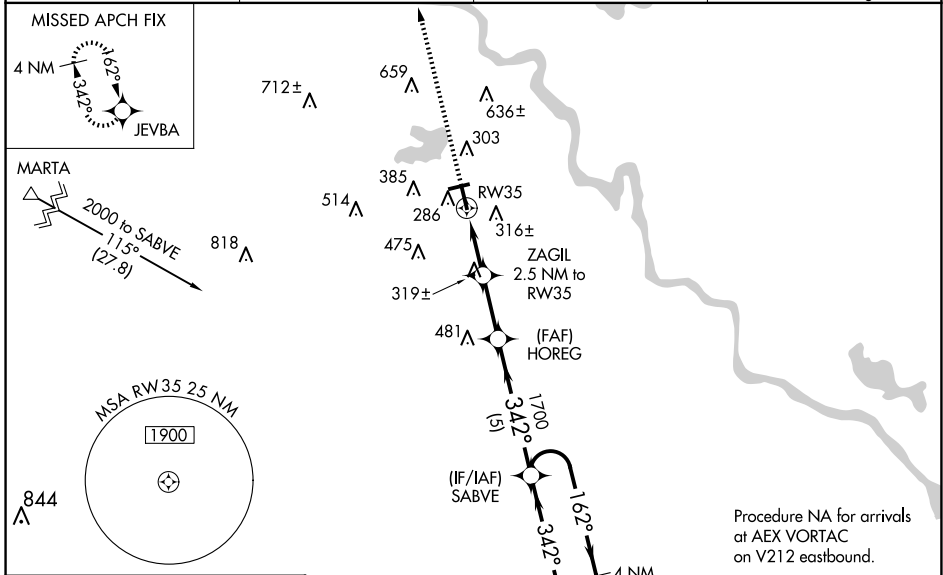 MISSED APCH FIX
4 NM
342°
162°
JEVBA
MARTA
2000 to SABVE
115°
(27.8)
818
712±
659
636±
303
385
514
286
RW35
316±
475
ZAGIL
2.5 NM to
RW35
319±
481
(FAF)
HOREG
1700
342°
(5)
(IF/IAF)
SABVE
162°
342°
4 NM
MSA RW35 25 NM
1900
844
Procedure NA for arrivals
at AEX VORTAC
on V212 eastbound.